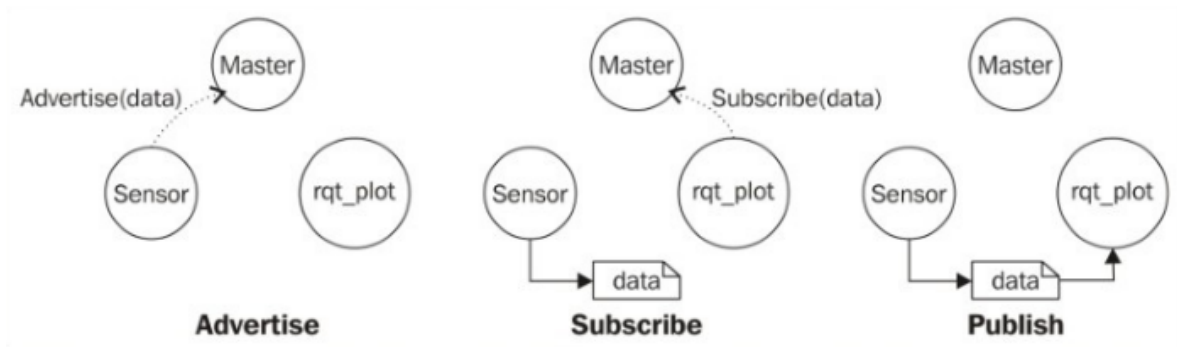 Master
Advertise(data)
Sensor
rqt_plot
Advertise
Master
Subscribe(data)
Sensor
rqt_plot
data
Subscribe
Master
Sensor
rqt_plot
data
Publish